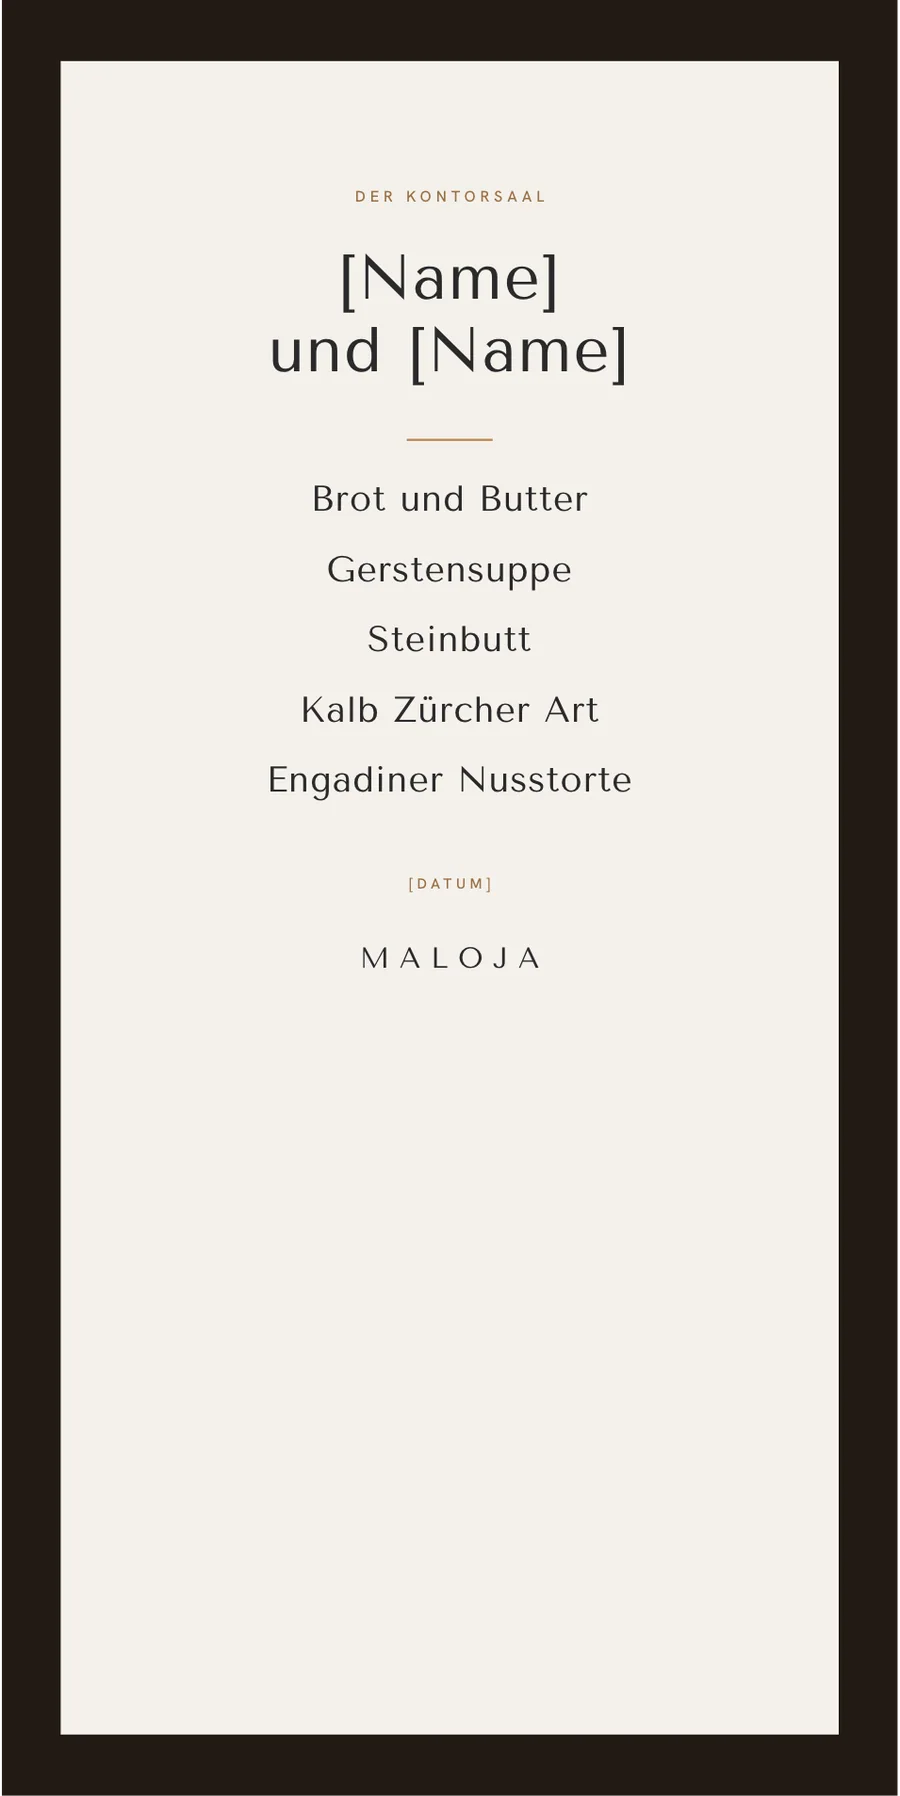 DER KONTORSAAL
[Name]
und [Name]
Brot und Butter
Gerstensuppe
Steinbutt
Kalb Zürcher Art
Engadiner Nusstorte
[DATUM]
MALOJA